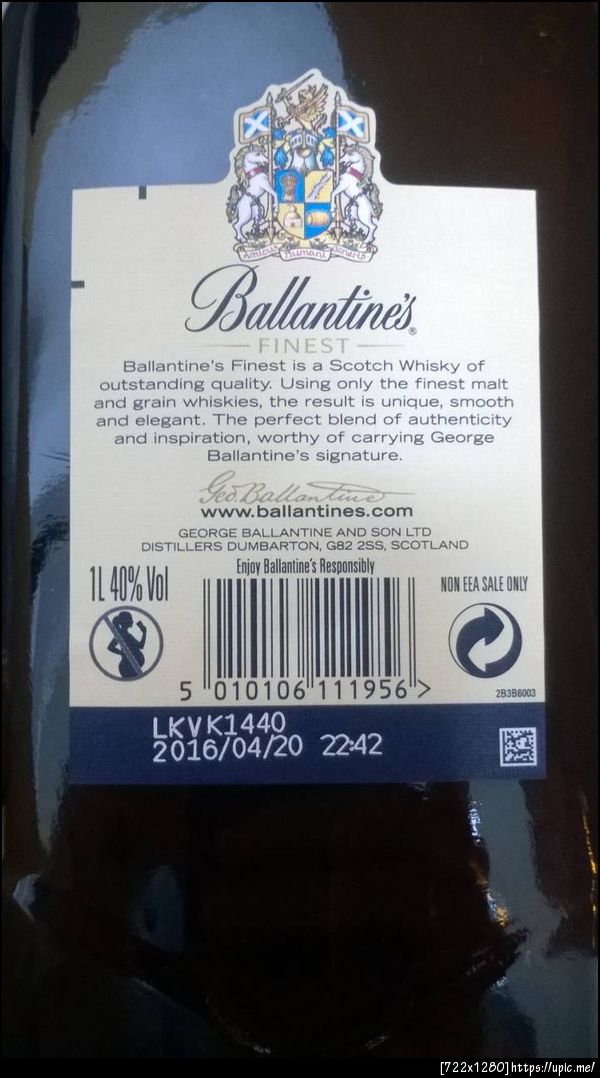 Amicus Humani Generis
Ballantine's®
FINEST
Ballantine's Finest is a Scotch Whisky of
outstanding quality. Using only the finest malt
and grain whiskies, the result is unique, smooth
and elegant. The perfect blend of authenticity
and inspiration, worthy of carrying George
Ballantine's signature.
Geo. Ballantine
www.ballantines.com
GEORGE BALLANTINE AND SON LTD
DISTILLERS DUMBARTON, G82 2SS, SCOTLAND
Enjoy Ballantine's Responsibly
1L 40% Vol
NON EEA SALE ONLY
5 010106 111956 >
2B3B6003
LKVK1440
2016/04/20 22:42
[722x1280]https://upic.me/